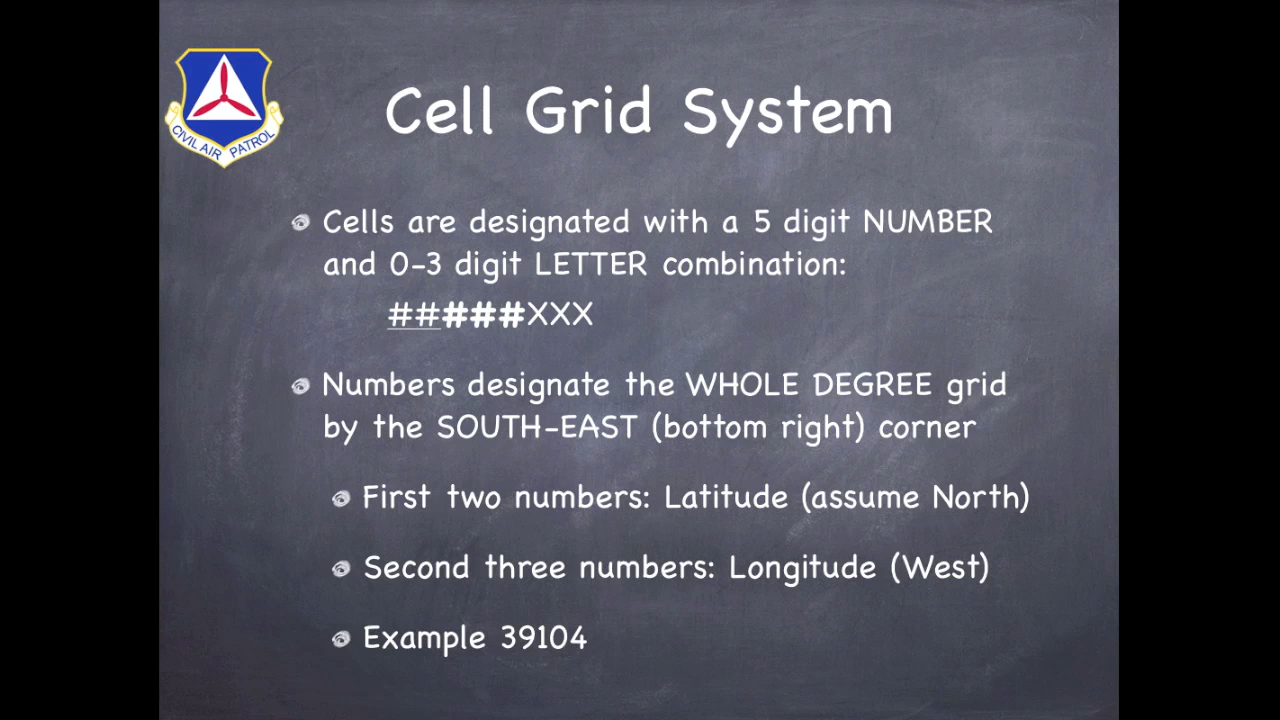 CIVIL AIR PATROL
Cell Grid System
Cells are designated with a 5 digit NUMBER
and 0-3 digit LETTER combination:
#####XXX
Numbers designate the WHOLE DEGREE grid
by the SOUTH-EAST (bottom right) corner
First two numbers: Latitude (assume North)
Second three numbers: Longitude (West)
Example 39104